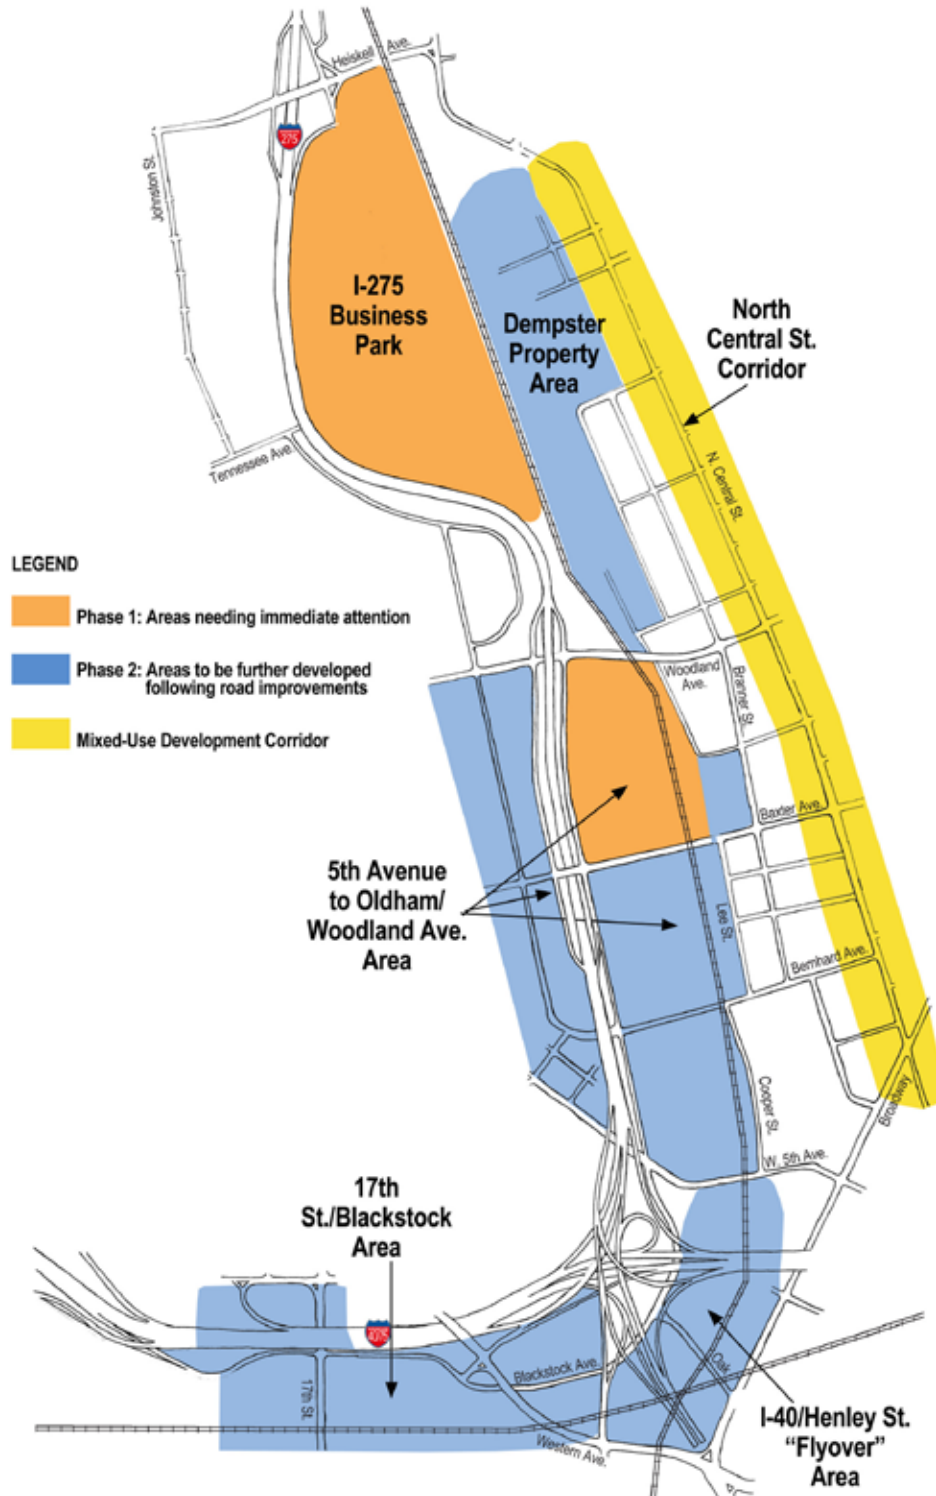 Heiskell Ave.
275
Johnston St.
I-275
Business
Park
Dempster
Property
Area
North
Central St.
Corridor
Tennessee Ave.
N. Central St.
LEGEND
Phase 1: Areas needing immediate attention
Phase 2: Areas to be further developed
following road improvements
Mixed-Use Development Corridor
Woodland
Ave.
Branner St.
Baxter Ave.
5th Avenue
to Oldham/
Woodland Ave.
Area
Lee St.
Bernhard Ave.
Cooper St.
Broadway
W. 5th Ave.
17th
St./Blackstock
Area
17th St.
Blackstock Ave.
Oak
Western Ave.
I-40/Henley St.
“Flyover”
Area